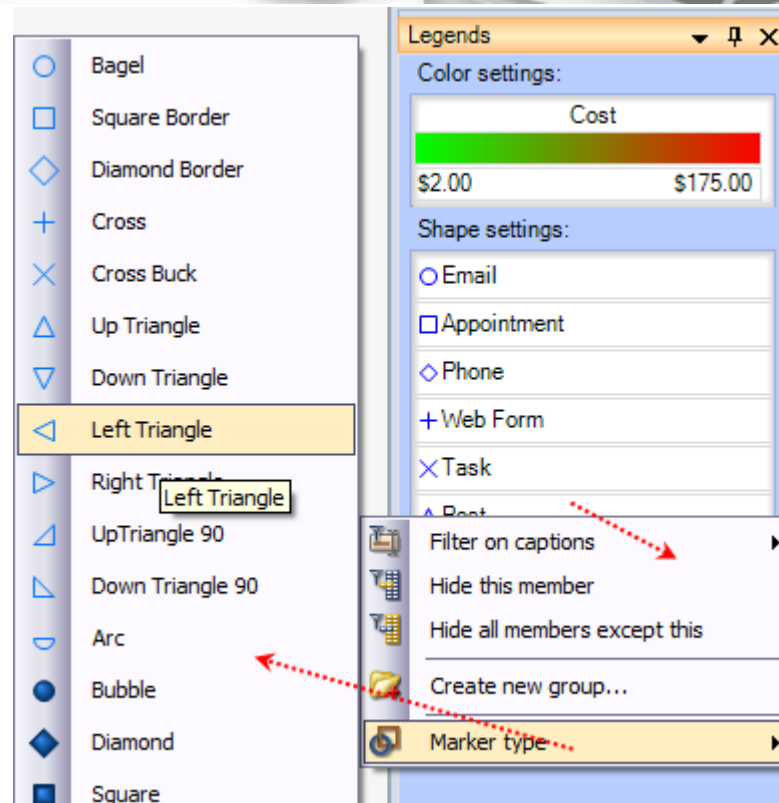 Bagel
Square Border
Diamond Border
Cross
Cross Buck
Up Triangle
Down Triangle
Left Triangle
Right
Left Triangle
UpTriangle 90
Down Triangle 90
Arc
Bubble
Diamond
Square
Legends
Color settings:
Cost
$2.00 $175.00
Shape settings:
Email
Appointment
Phone
Web Form
Task
Filter on captions
Hide this member
Hide all members except this
Create new group...
Marker type